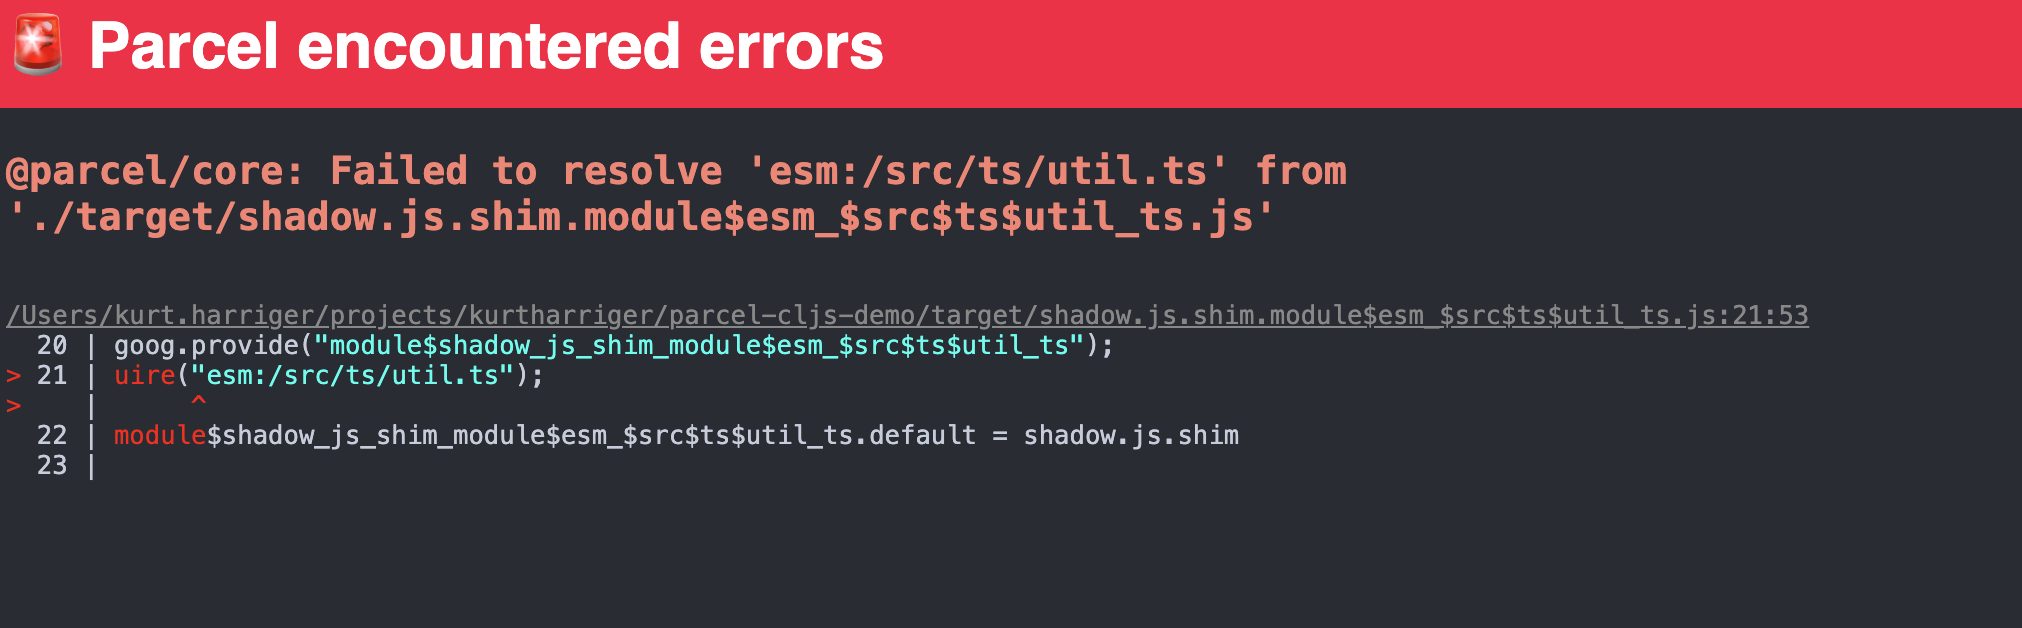 🚨 Parcel encountered errors
@parcel/core: Failed to resolve 'esm:/src/ts/util.ts' from
'./target/shadow.js.shim.module$esm_$src$ts$util_ts.js'
/Users/kurt.harriger/projects/kurtharriger/parcel-cljs-demo/target/shadow.js.shim.module$esm_$src$ts$util_ts.js:21:53
20 | goog.provide("module$shadow_js_shim_module$esm_$src$ts$util_ts");
> 21 | uire("esm:/src/ts/util.ts");
> | ^
22 | module$shadow_js_shim_module$esm_$src$ts$util_ts.default = shadow.js.shim
23 |